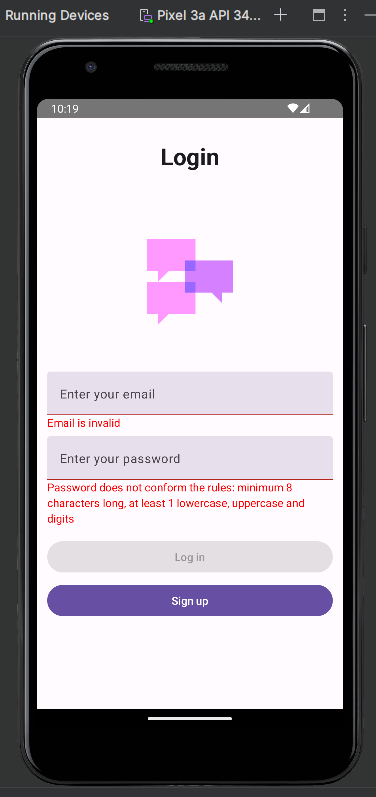 Running Devices
Pixel 3a API 34...
10:19
Login
Enter your email
Email is invalid
Enter your password
Password does not conform the rules: minimum 8
characters long, at least 1 lowercase, uppercase and
digits
Log in
Sign up